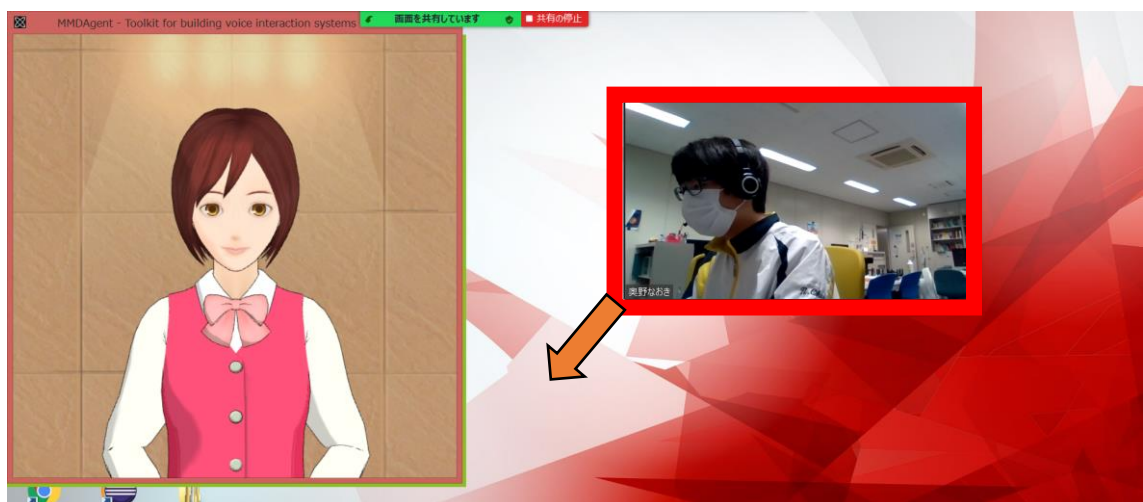 MMDAgent - Toolkit for building voice interaction systems
画面を共有しています
共有の停止
奥野なおき